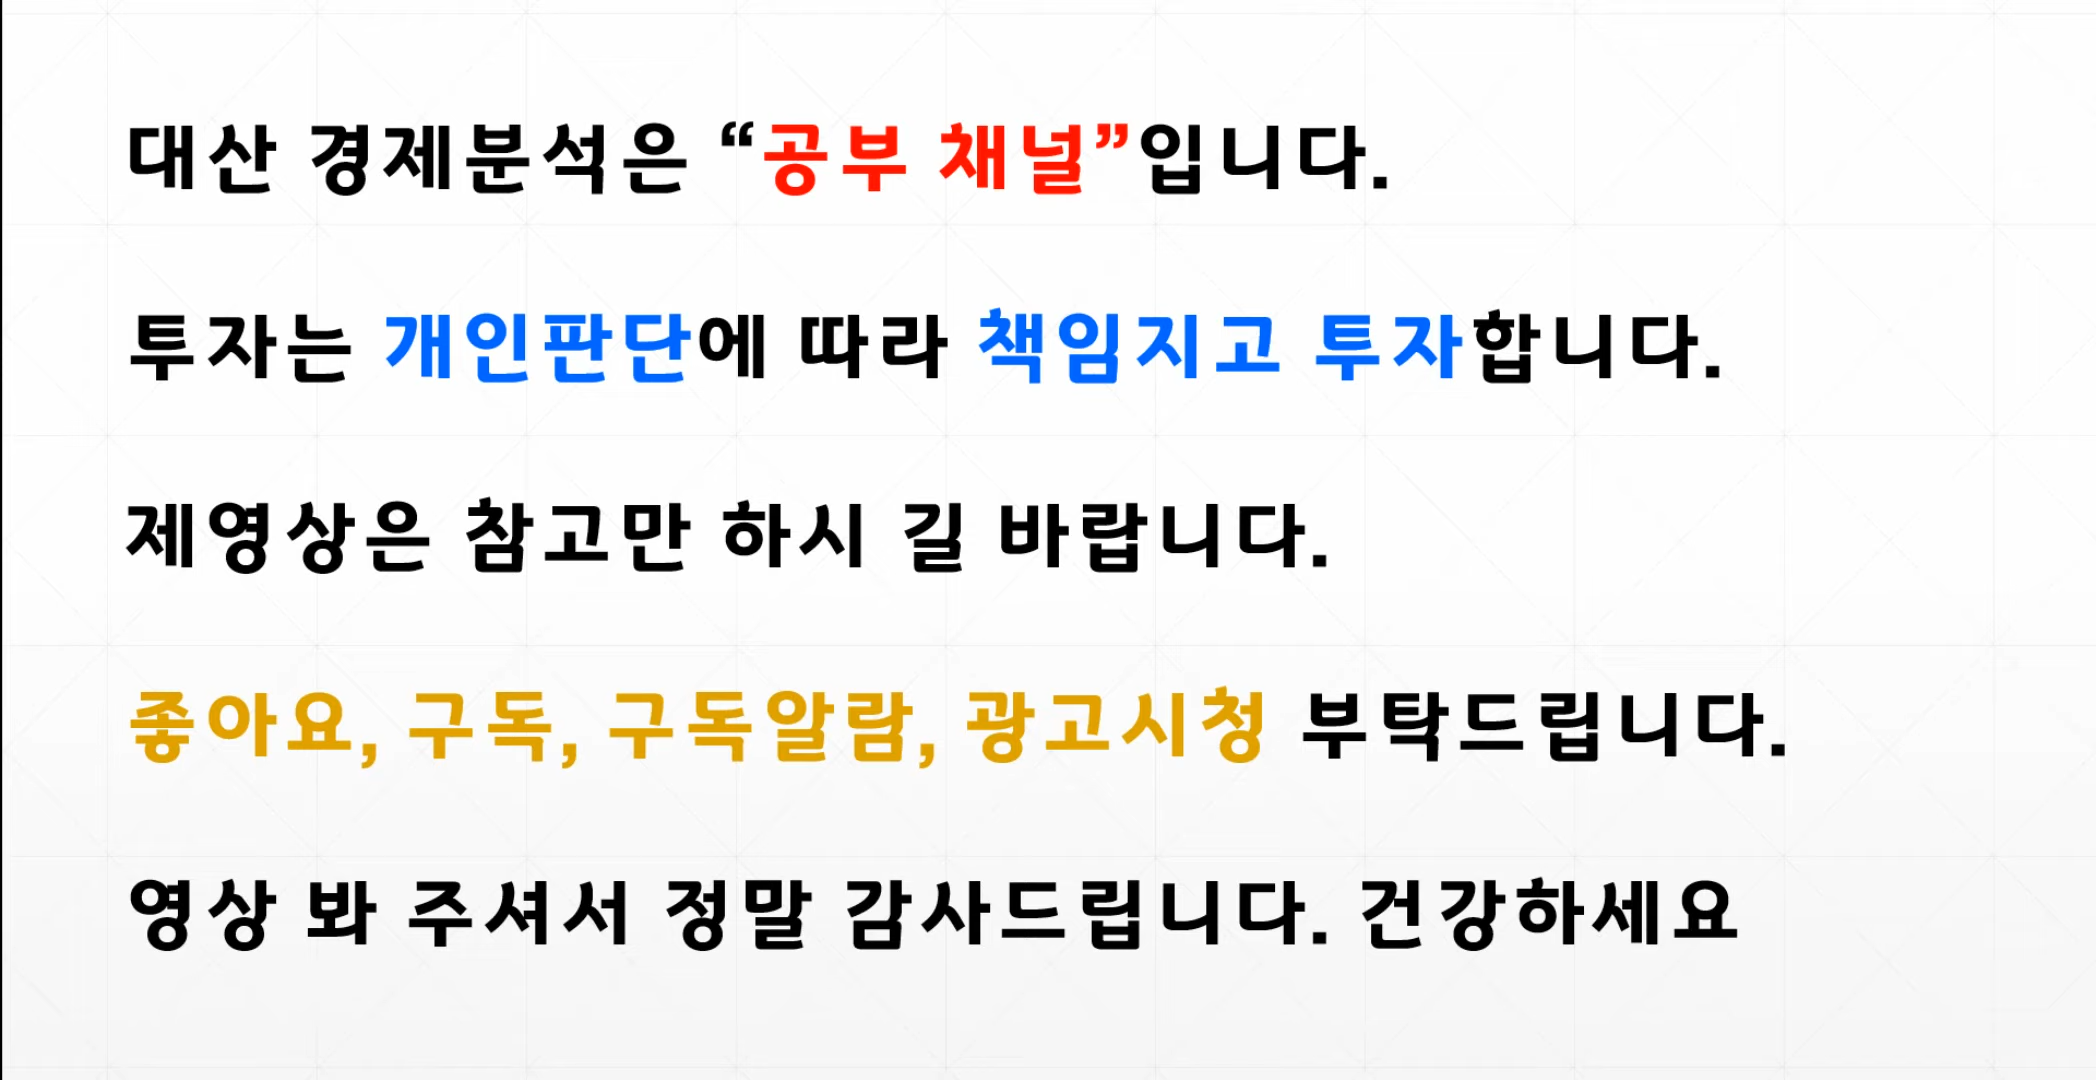 대산 경제분석은 “공부 채널”입니다.
투자는 개인판단에 따라 책임지고 투자합니다.
제영상은 참고만 하시 길 바랍니다.
좋아요, 구독, 구독알람, 광고시청 부탁드립니다.
영상 봐 주셔서 정말 감사드립니다. 건강하세요